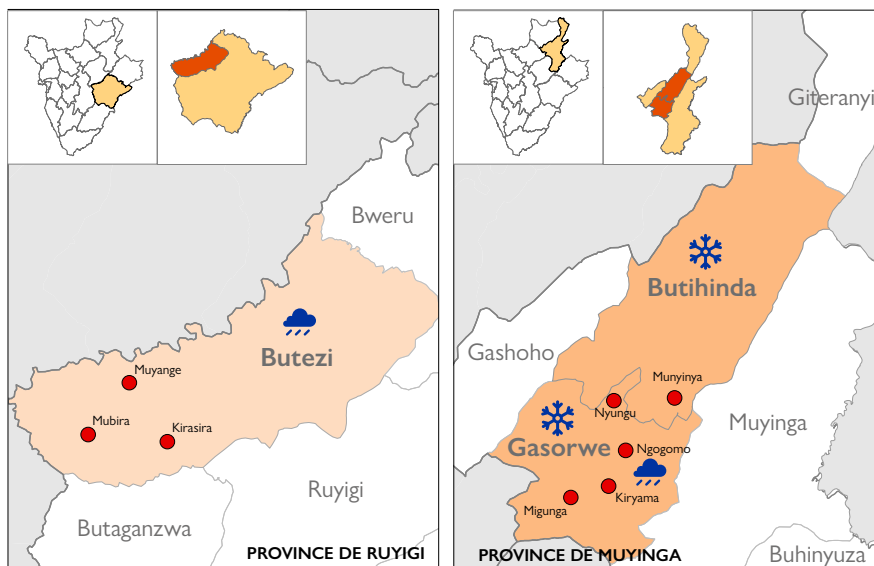 Bweru
Butezi
Muyange
Mubira
Kirasira
Ruyigi
Butaganzwa
PROVINCE DE RUYIGI
Giteranyi
Butihinda
Gashoho
Munyinya
Nyungu
Muyinga
Gasorwe
Ngogomo
Kiryama
Migunga
PROVINCE DE MUYINGA
Buhinyuza